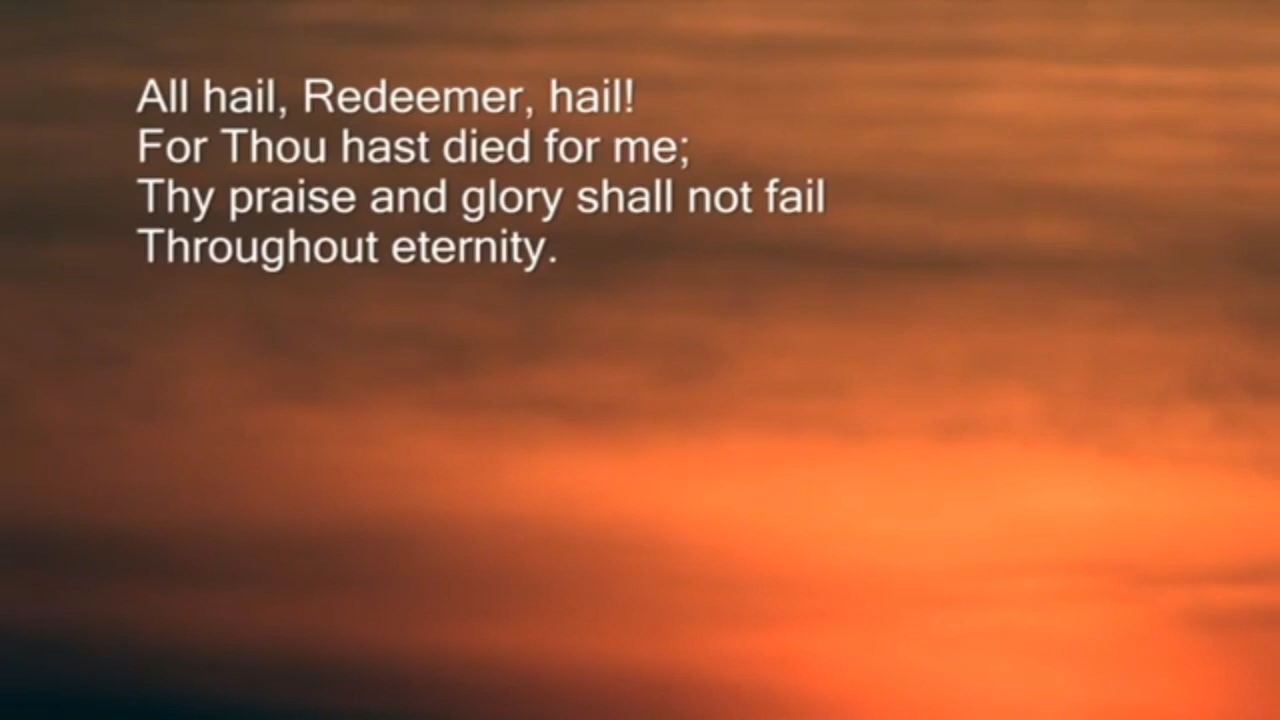 All hail, Redeemer, hail!
For Thou hast died for me;
Thy praise and glory shall not fail
Throughout eternity.